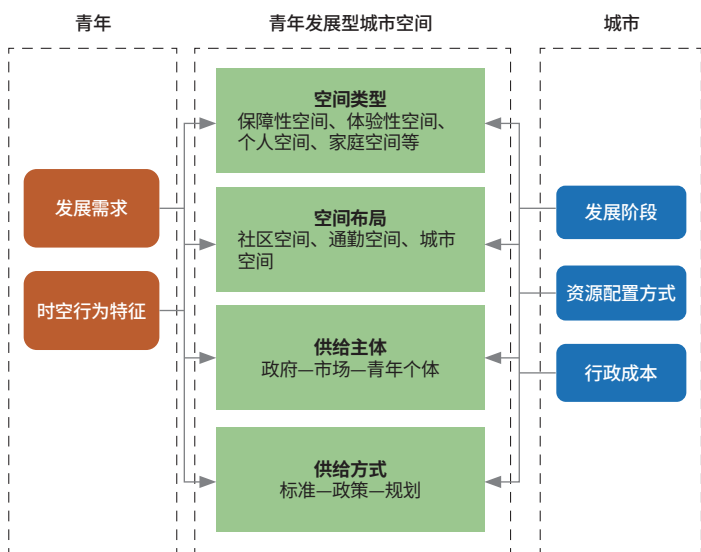 青年
青年发展型城市空间
城市
发展需求
时空行为特征
空间类型
保障性空间、体验性空间、
个人空间、家庭空间等
空间布局
社区空间、通勤空间、城市
空间
供给主体
政府—市场—青年个体
供给方式
标准—政策—规划
发展阶段
资源配置方式
行政成本